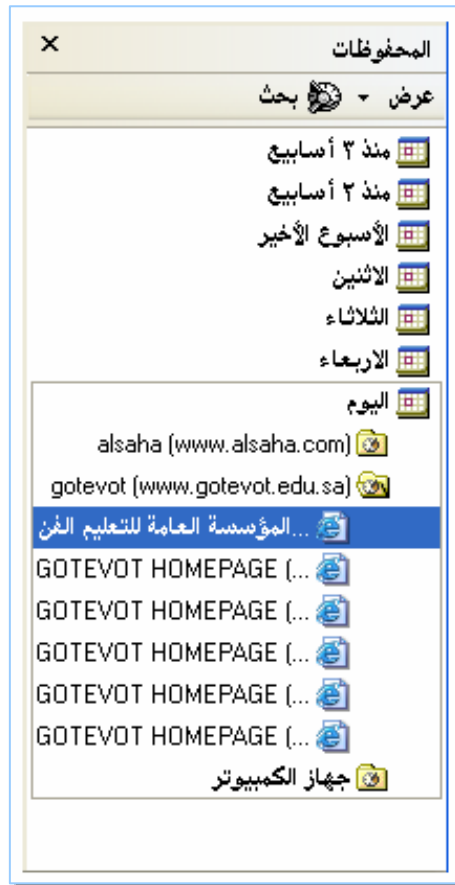 المحفوظات ×
عرض بحث
منذ ٣ أسابيع
منذ ٢ أسابيع
الأسبوع الأخير
الاثنين
الثلاثاء
الاربعاء
اليوم
alsaha (www.alsaha.com)
gotevot (www.gotevot.edu.sa)
المؤسسة العامة للتعليم الفن...
GOTEVOT HOMEPAGE (...
GOTEVOT HOMEPAGE (...
GOTEVOT HOMEPAGE (...
GOTEVOT HOMEPAGE (...
GOTEVOT HOMEPAGE (...
جهاز الكمبيوتر